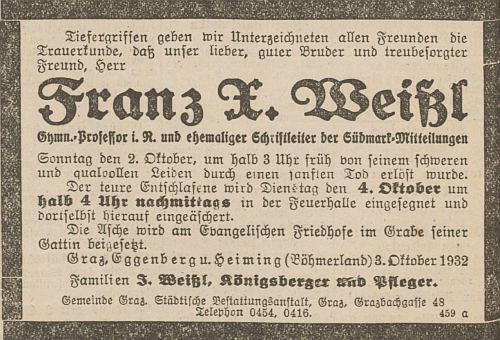 Tiefergriffen geben wir Unterzeichneten allen Freunden die
Trauerkunde, daß unser lieber, guter Bruder und treubesorgter
Freund, Herr
Franz X. Weißl
Gymn.-Professor i. R. und ehemaliger Schriftleiter der Südmark-Mitteilungen
Sonntag den 2. Oktober, um halb 3 Uhr früh von seinem schweren
und qualvollen Leiden durch einen sanften Tod erlöst wurde.
Der teure Entschlafene wird Dienstag den 4. Oktober um
halb 4 Uhr nachmittags in der Feuerhalle eingesegnet und
dortselbst hierauf eingeäschert.
Die Asche wird am Evangelischen Friedhofe im Grabe seiner
Gattin beigesetzt.
Graz, Eggenberg u. Heiming (Böhmerland) 3. Oktober 1932
Familien J. Weißl, Königsberger und Pfleger.
Gemeinde Graz. Städtische Bestattungsanstalt, Graz, Grazbachgasse 48
Telephon 0454, 0416. 459 a